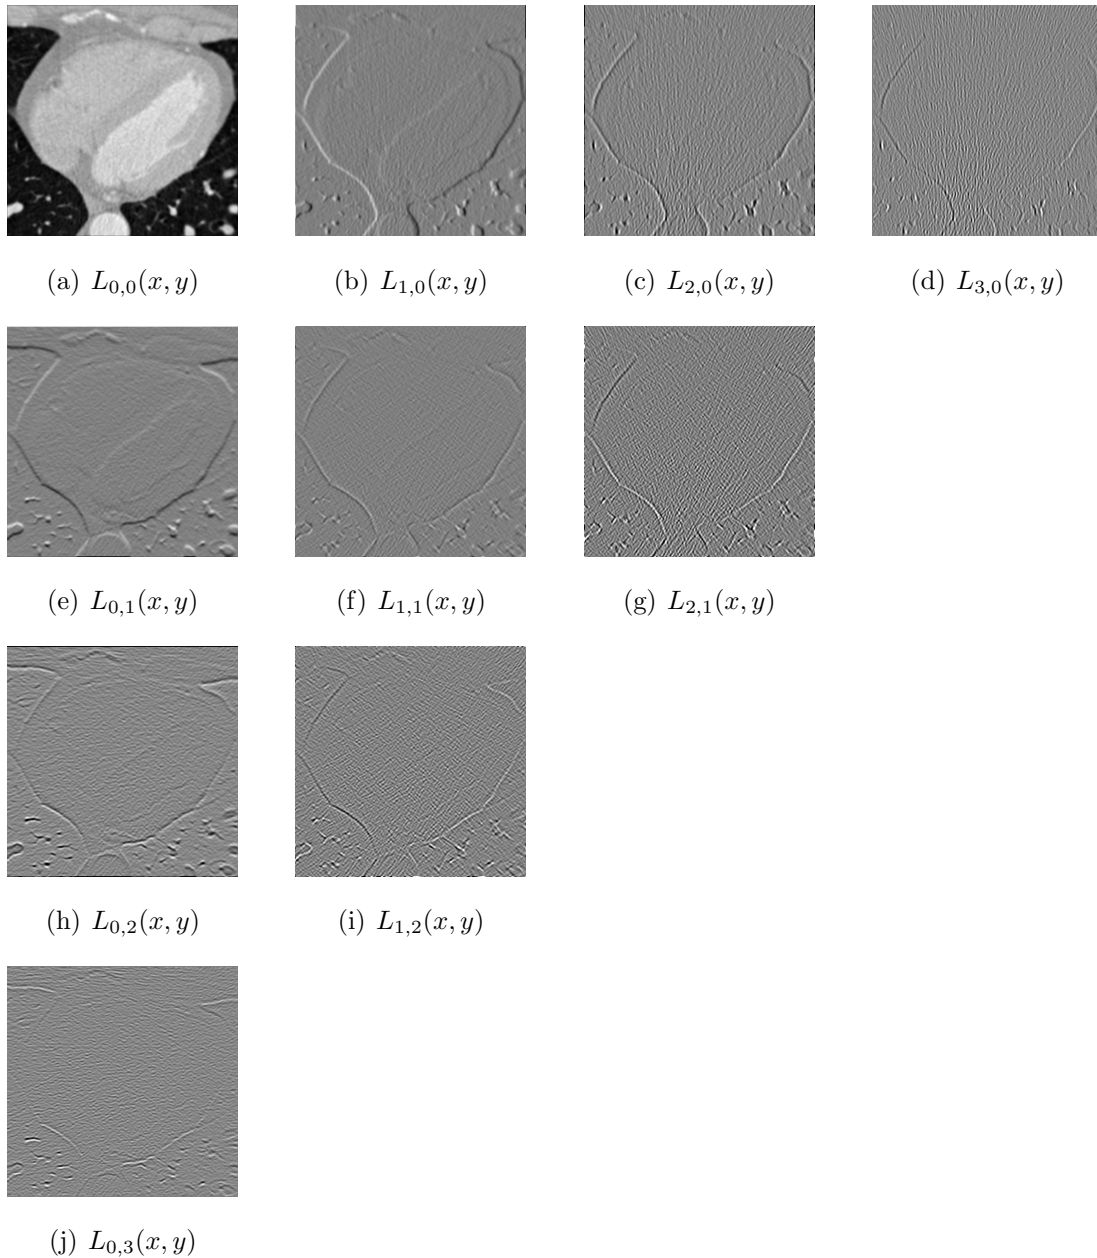 (a) L₀,₀(x, y) (b) L₁,₀(x, y) (c) L₂,₀(x, y) (d) L₃,₀(x, y)
(e) L₀,₁(x, y) (f) L₁,₁(x, y) (g) L₂,₁(x, y)
(h) L₀,₂(x, y) (i) L₁,₂(x, y)
(j) L₀,₃(x, y)